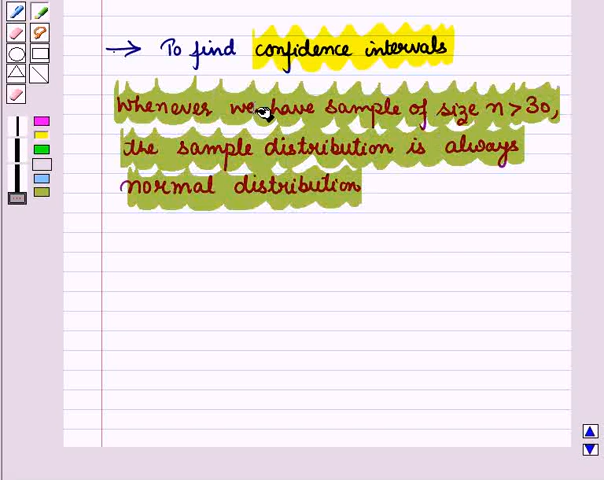 → To find confidence intervals
Whenever we have sample of size n > 30,
the sample distribution is always
normal distribution